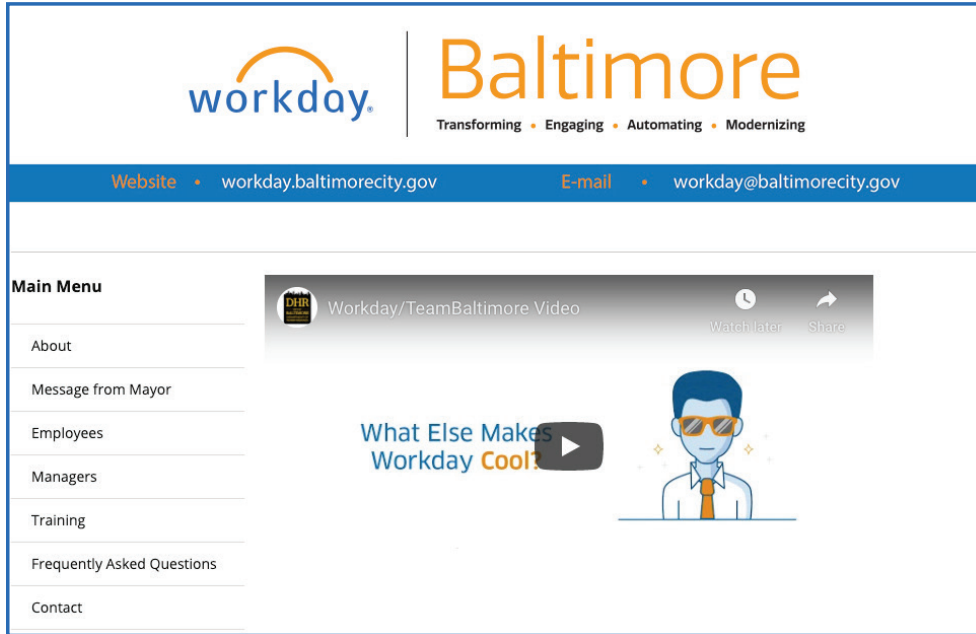 workday.
Baltimore
Transforming • Engaging • Automating • Modernizing
Website • workday.baltimorecity.gov E-mail • workday@baltimorecity.gov
Main Menu
About
Message from Mayor
Employees
Managers
Training
Frequently Asked Questions
Contact
DHR
Workday/TeamBaltimore Video
Watch later
Share
What Else Makes
Workday Cool?